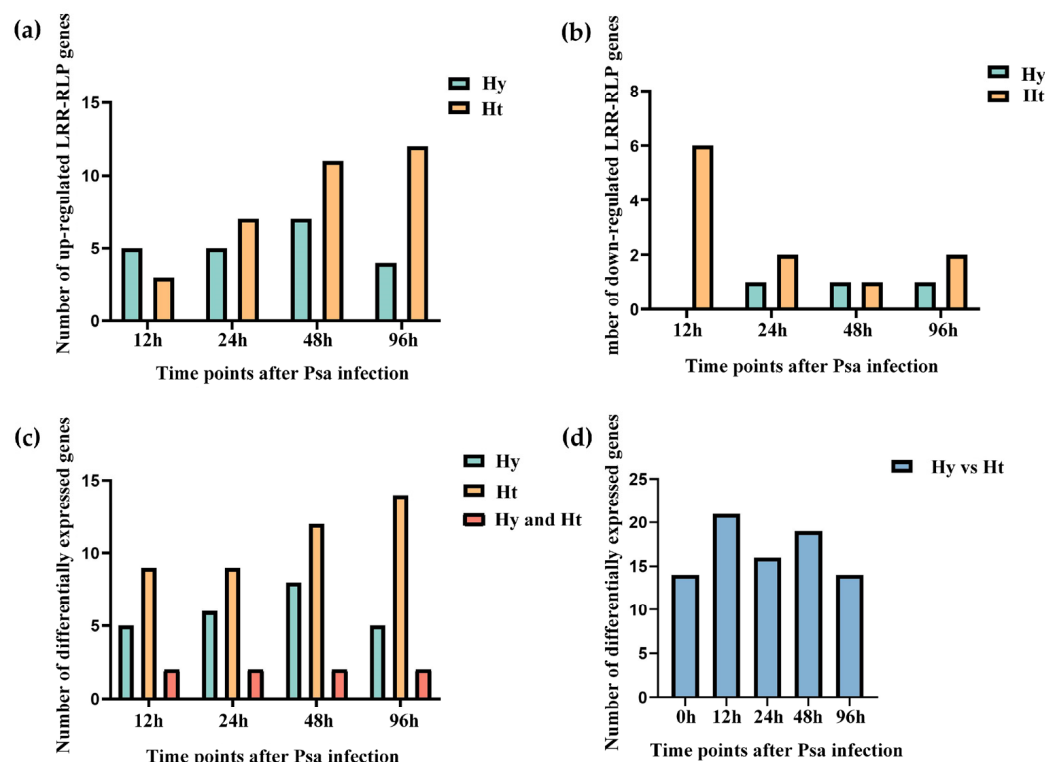 (a)
Number of up-regulated LRR-RLP genes
15
10
5
0
12h 24h 48h 96h
Time points after Psa infection
Hy
Ht
(b)
mber of down-regulated LRR-RLP genes
8
6
4
2
0
12h 24h 48h 96h
Time points after Psa infection
Hy
IIt
(c)
Number of differentially expressed genes
15
10
5
0
12h 24h 48h 96h
Time points after Psa infection
Hy
Ht
Hy and Ht
(d)
Number of differentially expressed genes
25
20
15
10
5
0
0h 12h 24h 48h 96h
Time points after Psa infection
Hy vs Ht